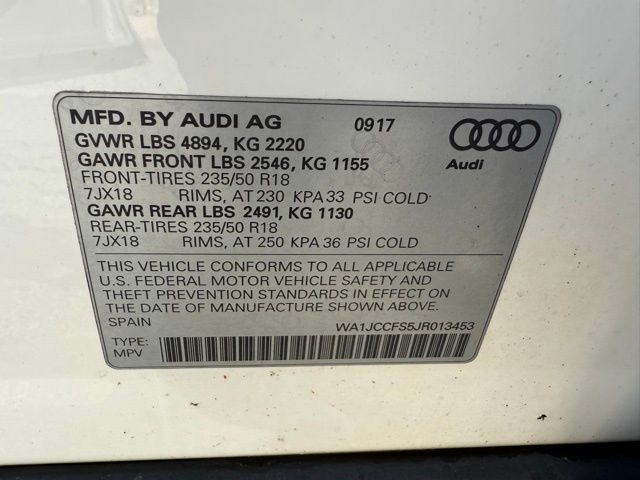 MFD. BY AUDI AG 0917
GVWR LBS 4894, KG 2220
GAWR FRONT LBS 2546, KG 1155
FRONT-TIRES 235/50 R18
7JX18 RIMS, AT 230 KPA 33 PSI COLD
GAWR REAR LBS 2491, KG 1130
REAR-TIRES 235/50 R18
7JX18 RIMS, AT 250 KPA 36 PSI COLD
Audi
THIS VEHICLE CONFORMS TO ALL APPLICABLE
U.S. FEDERAL MOTOR VEHICLE SAFETY AND
THEFT PREVENTION STANDARDS IN EFFECT ON
THE DATE OF MANUFACTURE SHOWN ABOVE.
SPAIN
WA1JCCFS5JR013453
TYPE:
MPV